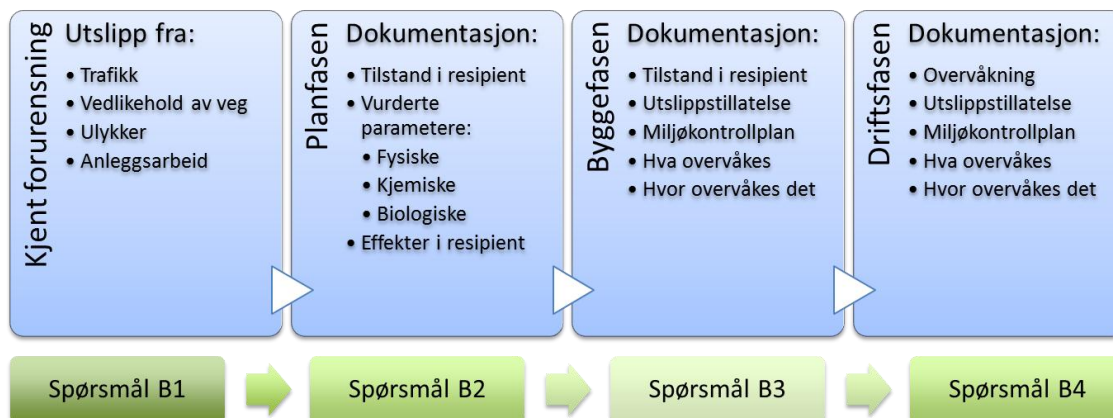 Kjent forurensning
Utslipp fra:
• Trafikk
• Vedlikehold av veg
• Ulykker
• Anleggsarbeid
Planfasen
Dokumentasjon:
• Tilstand i resipient
• Vurderte
parametere:
• Fysiske
• Kjemiske
• Biologiske
• Effekter i resipient
Byggefasen
Dokumentasjon:
• Tilstand i resipient
• Utslippstillatelse
• Miljøkontrollplan
• Hva overvåkes
• Hvor overvåkes det
Driftsfasen
Dokumentasjon:
• Overvåkning
• Utslippstillatelse
• Miljøkontrollplan
• Hva overvåkes
• Hvor overvåkes det
Spørsmål B1
Spørsmål B2
Spørsmål B3
Spørsmål B4